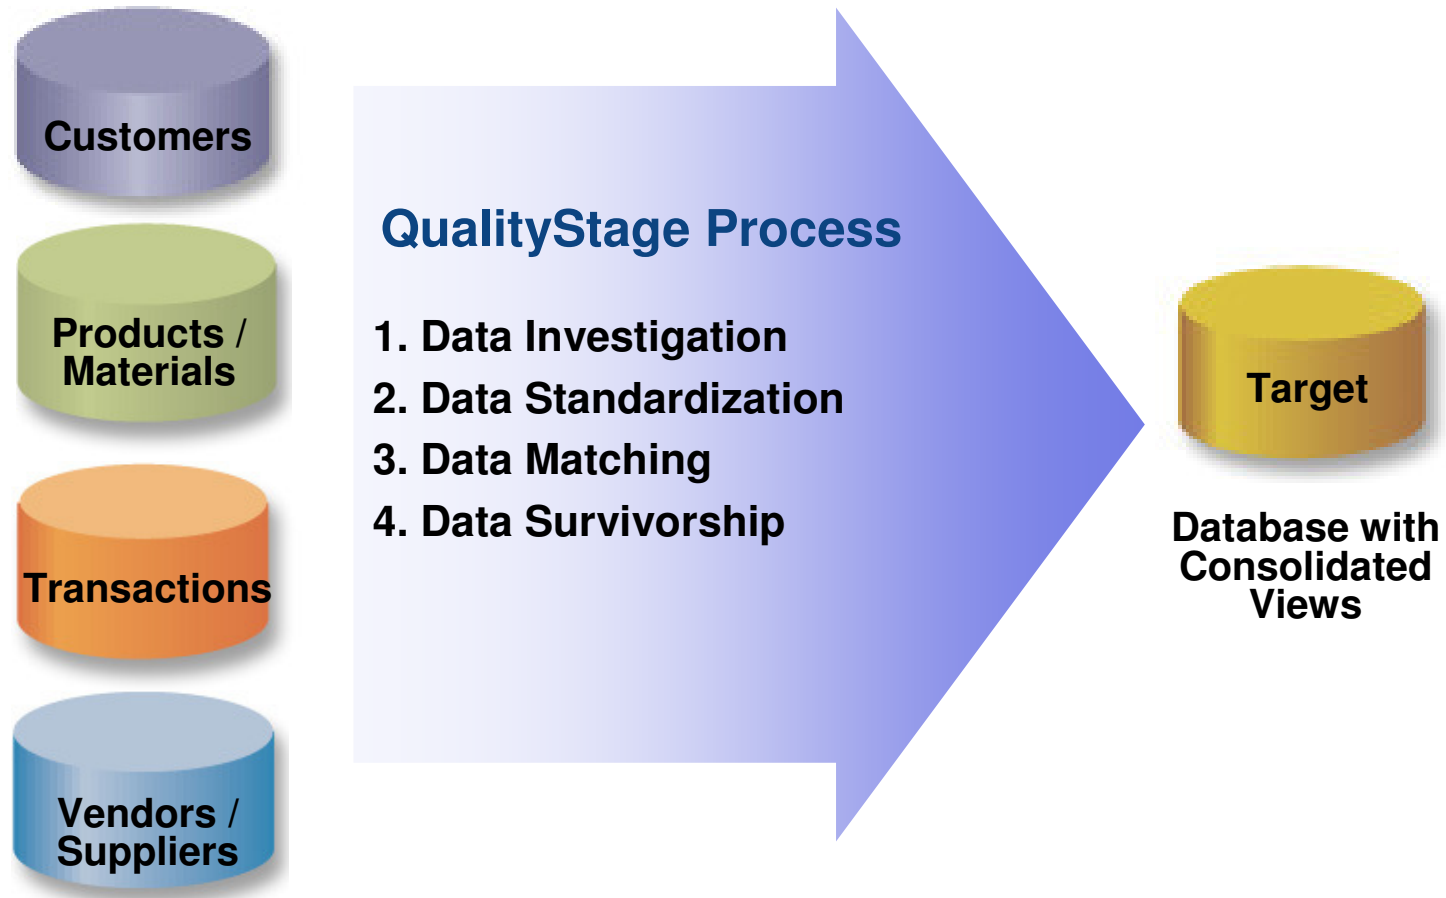 Customers
Products /
Materials
Transactions
Vendors /
Suppliers
QualityStage Process
1. Data Investigation
2. Data Standardization
3. Data Matching
4. Data Survivorship
Target
Database with
Consolidated
Views